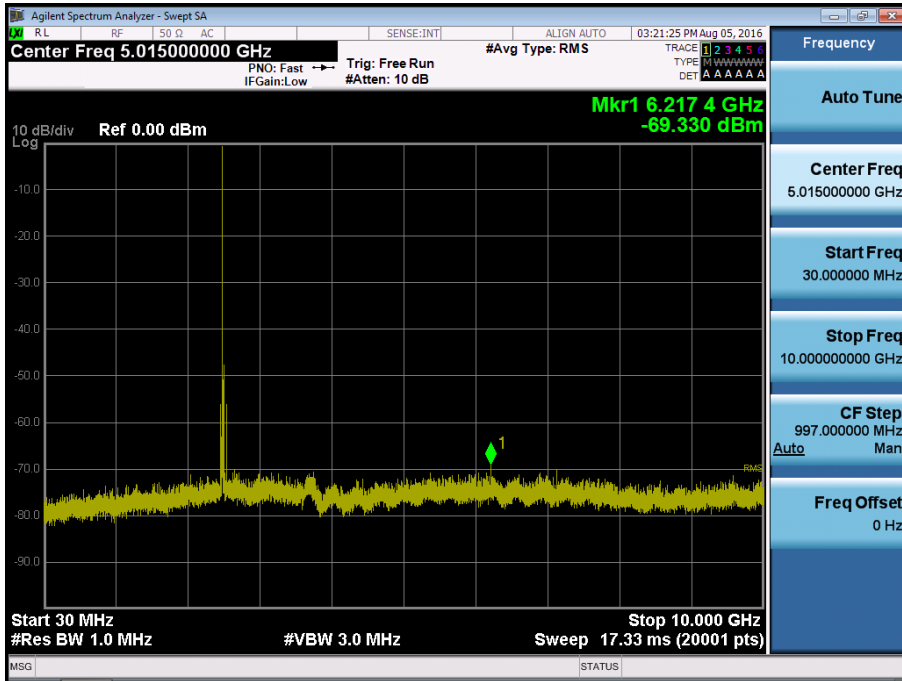 Agilent Spectrum Analyzer - Swept SA
LXI RL RF 50 Ω AC SENSE:INT ALIGN AUTO 03:21:25 PM Aug 05, 2016
Center Freq 5.015000000 GHz #Avg Type: RMS TRACE 1 2 3 4 5 6
PNO: Fast Trig: Free Run TYPE M WWWWW
IFGain:Low #Atten: 10 dB DET A A A A A A
Mkr1 6.217 4 GHz
-69.330 dBm
10 dB/div Ref 0.00 dBm
Log
-10.0
-20.0
-30.0
-40.0
-50.0
-60.0
-70.0
-80.0
-90.0
1
RMS
Start 30 MHz Stop 10.000 GHz
#Res BW 1.0 MHz #VBW 3.0 MHz Sweep 17.33 ms (20001 pts)
MSG STATUS
Frequency
Auto Tune
Center Freq
5.015000000 GHz
Start Freq
30.000000 MHz
Stop Freq
10.000000000 GHz
CF Step
997.000000 MHz
Auto Man
Freq Offset
0 Hz